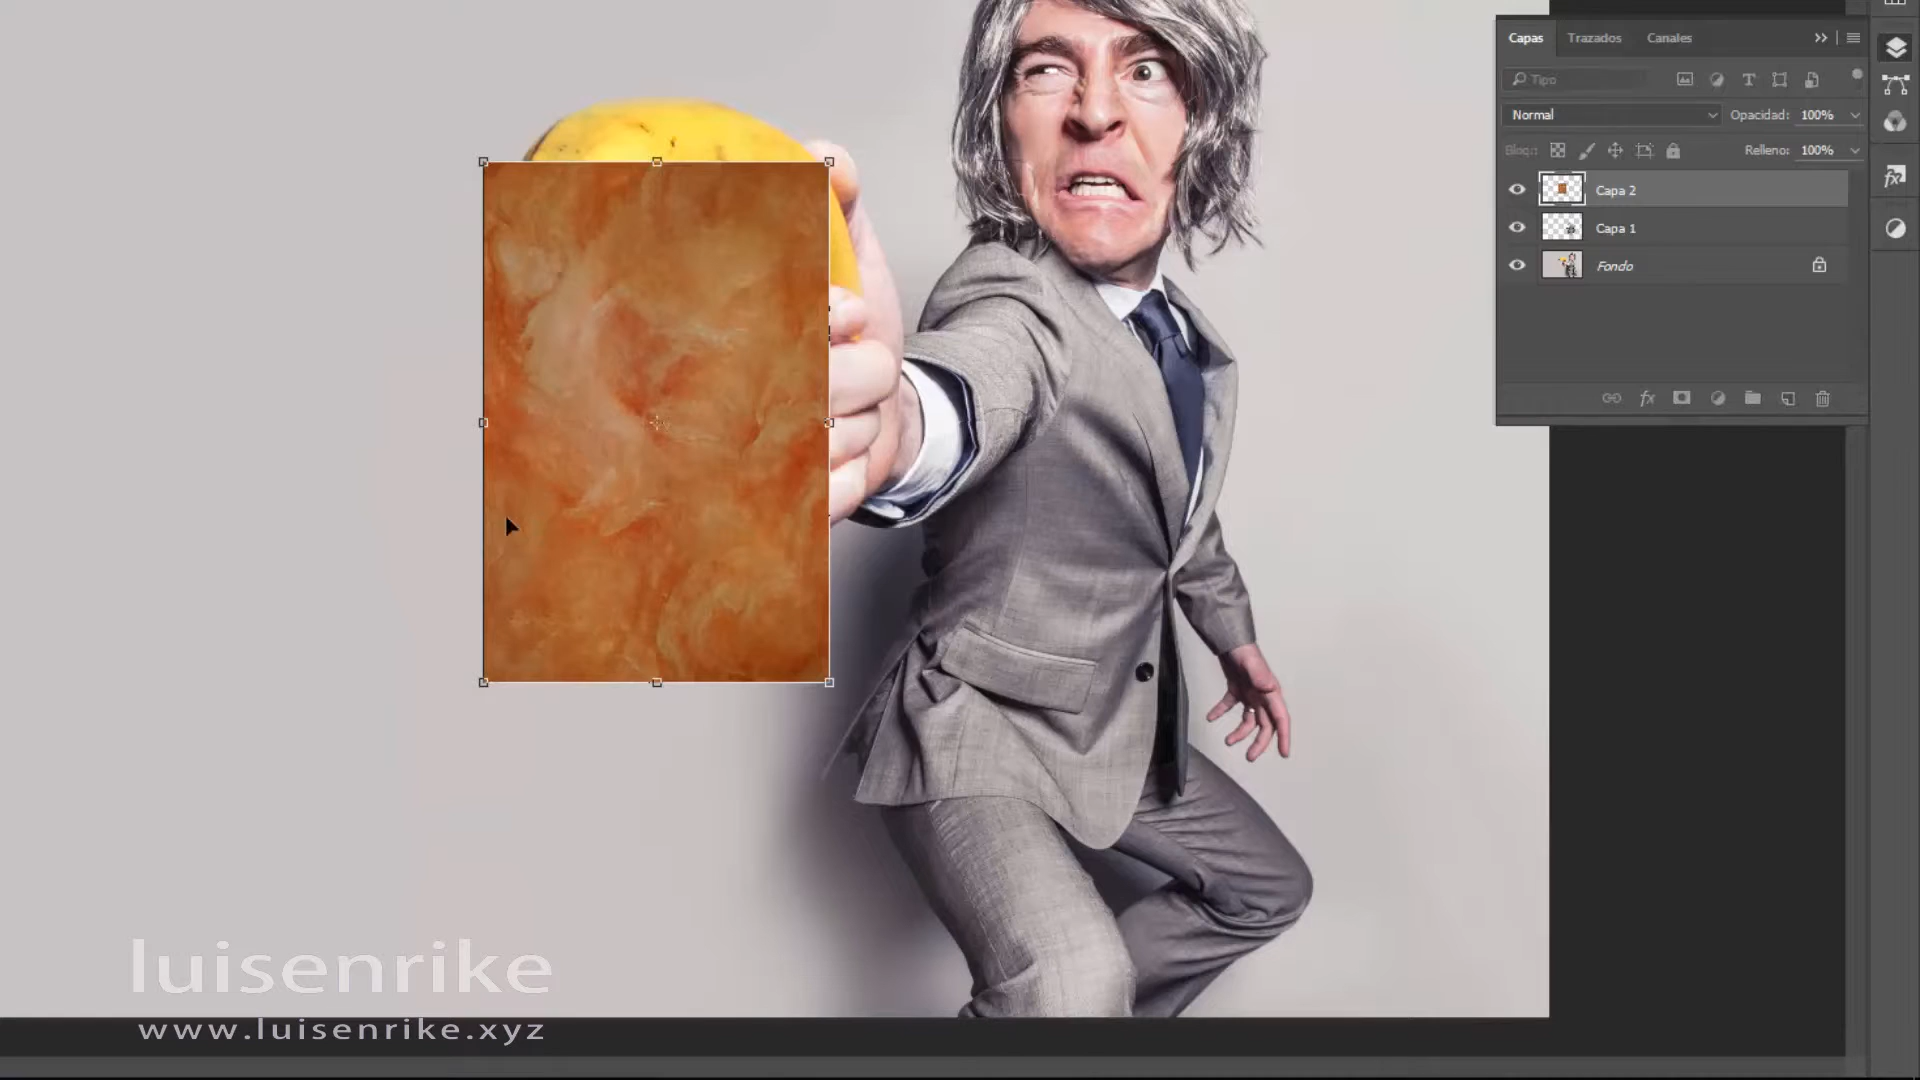 Capas Trazados Canales
Tipo
Normal Opacidad: 100%
Bloq.: Relleno: 100%
Capa 2
Capa 1
Fondo
fx
luisenrike
www.luisenrike.xyz